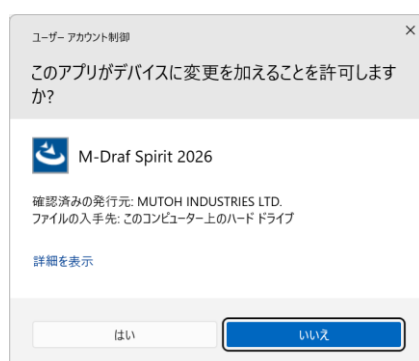 ユーザー アカウント制御
このアプリがデバイスに変更を加えることを許可します
か?
M-Draf Spirit 2026
確認済みの発行元: MUTOH INDUSTRIES LTD.
ファイルの入手先: このコンピューター上のハード ドライブ
詳細を表示
はい
いいえ